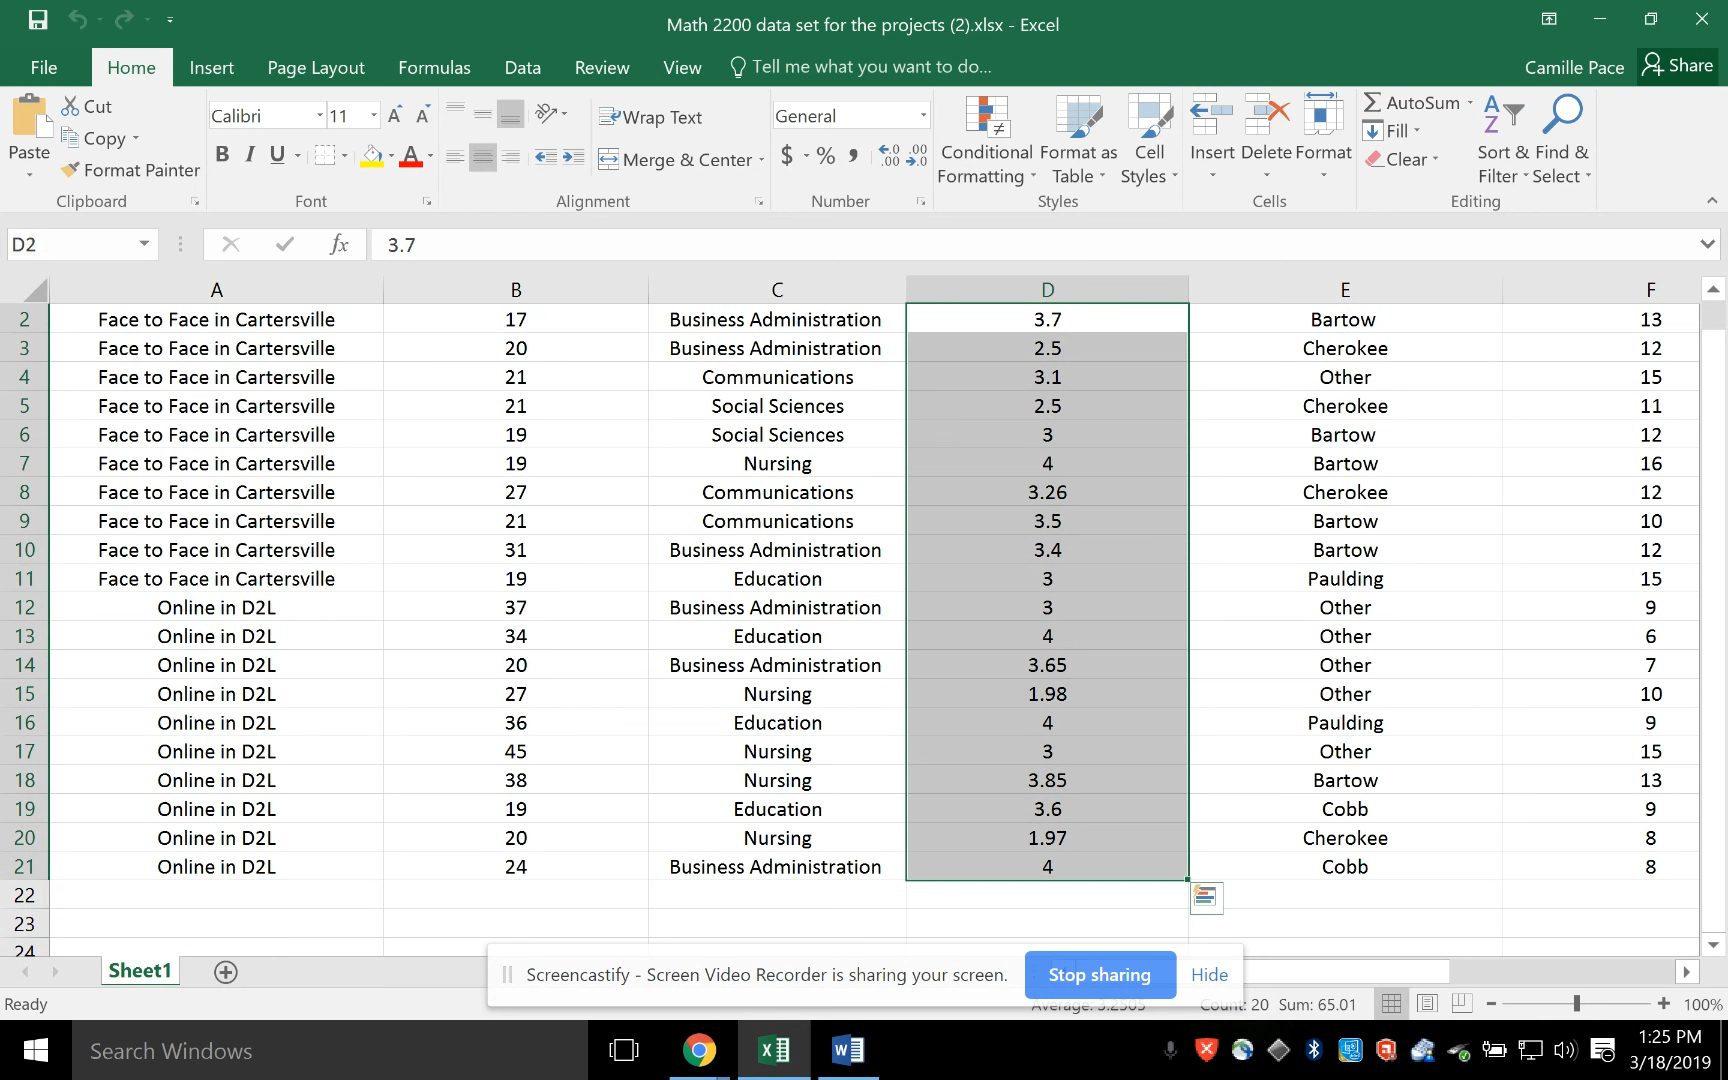 Math 2200 data set for the projects (2).xlsx - Excel
File Home Insert Page Layout Formulas Data Review View Tell me what you want to do... Camille Pace Share
Paste Cut Copy Format Painter Clipboard
Calibri 11 B I U A Font
Wrap Text Merge & Center Alignment
General $ % Number
Conditional Formatting Format as Table Cell Styles Styles
Insert Delete Format Cells
AutoSum Fill Clear Sort & Filter Find & Select Editing
D2 fx 3.7
A B C D E F
2 Face to Face in Cartersville 17 Business Administration 3.7 Bartow 13
3 Face to Face in Cartersville 20 Business Administration 2.5 Cherokee 12
4 Face to Face in Cartersville 21 Communications 3.1 Other 15
5 Face to Face in Cartersville 21 Social Sciences 2.5 Cherokee 11
6 Face to Face in Cartersville 19 Social Sciences 3 Bartow 12
7 Face to Face in Cartersville 19 Nursing 4 Bartow 16
8 Face to Face in Cartersville 27 Communications 3.26 Cherokee 12
9 Face to Face in Cartersville 21 Communications 3.5 Bartow 10
10 Face to Face in Cartersville 31 Business Administration 3.4 Bartow 12
11 Face to Face in Cartersville 19 Education 3 Paulding 15
12 Online in D2L 37 Business Administration 3 Other 9
13 Online in D2L 34 Education 4 Other 6
14 Online in D2L 20 Business Administration 3.65 Other 7
15 Online in D2L 27 Nursing 1.98 Other 10
16 Online in D2L 36 Education 4 Paulding 9
17 Online in D2L 45 Nursing 3 Other 15
18 Online in D2L 38 Nursing 3.85 Bartow 13
19 Online in D2L 19 Education 3.6 Cobb 9
20 Online in D2L 20 Nursing 1.97 Cherokee 8
21 Online in D2L 24 Business Administration 4 Cobb 8
22
23
24
Sheet1
Screencastify - Screen Video Recorder is sharing your screen. Stop sharing Hide
Ready Average: 3.2505 Count: 20 Sum: 65.01 100%
Search Windows 1:25 PM
3/18/2019